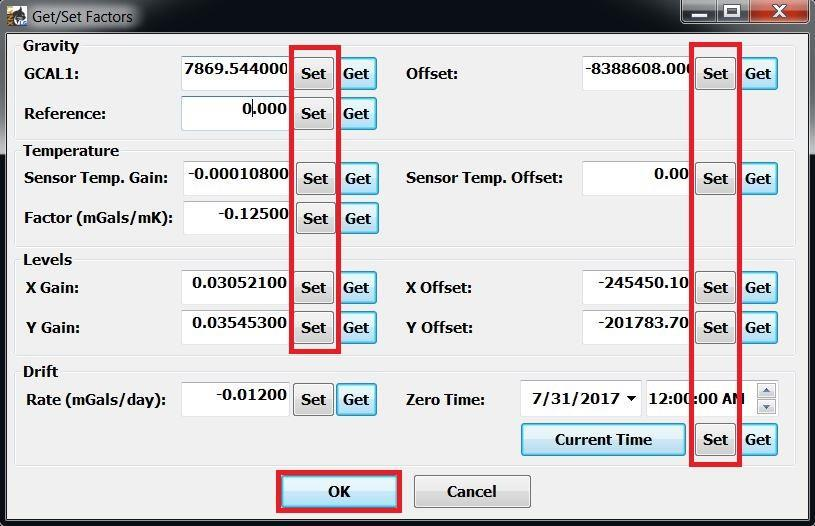 Get/Set Factors
Gravity
GCAL1: 7869.544000 Set Get Offset: -8388608.000 Set Get
Reference: 0.000 Set Get
Temperature
Sensor Temp. Gain: -0.00010800 Set Get Sensor Temp. Offset: 0.00 Set Get
Factor (mGals/mK): -0.12500 Set Get
Levels
X Gain: 0.03052100 Set Get X Offset: -245450.10 Set Get
Y Gain: 0.03545300 Set Get Y Offset: -201783.70 Set Get
Drift
Rate (mGals/day): -0.01200 Set Get Zero Time: 7/31/2017 12:00:00 AM
Current Time Set Get
OK Cancel